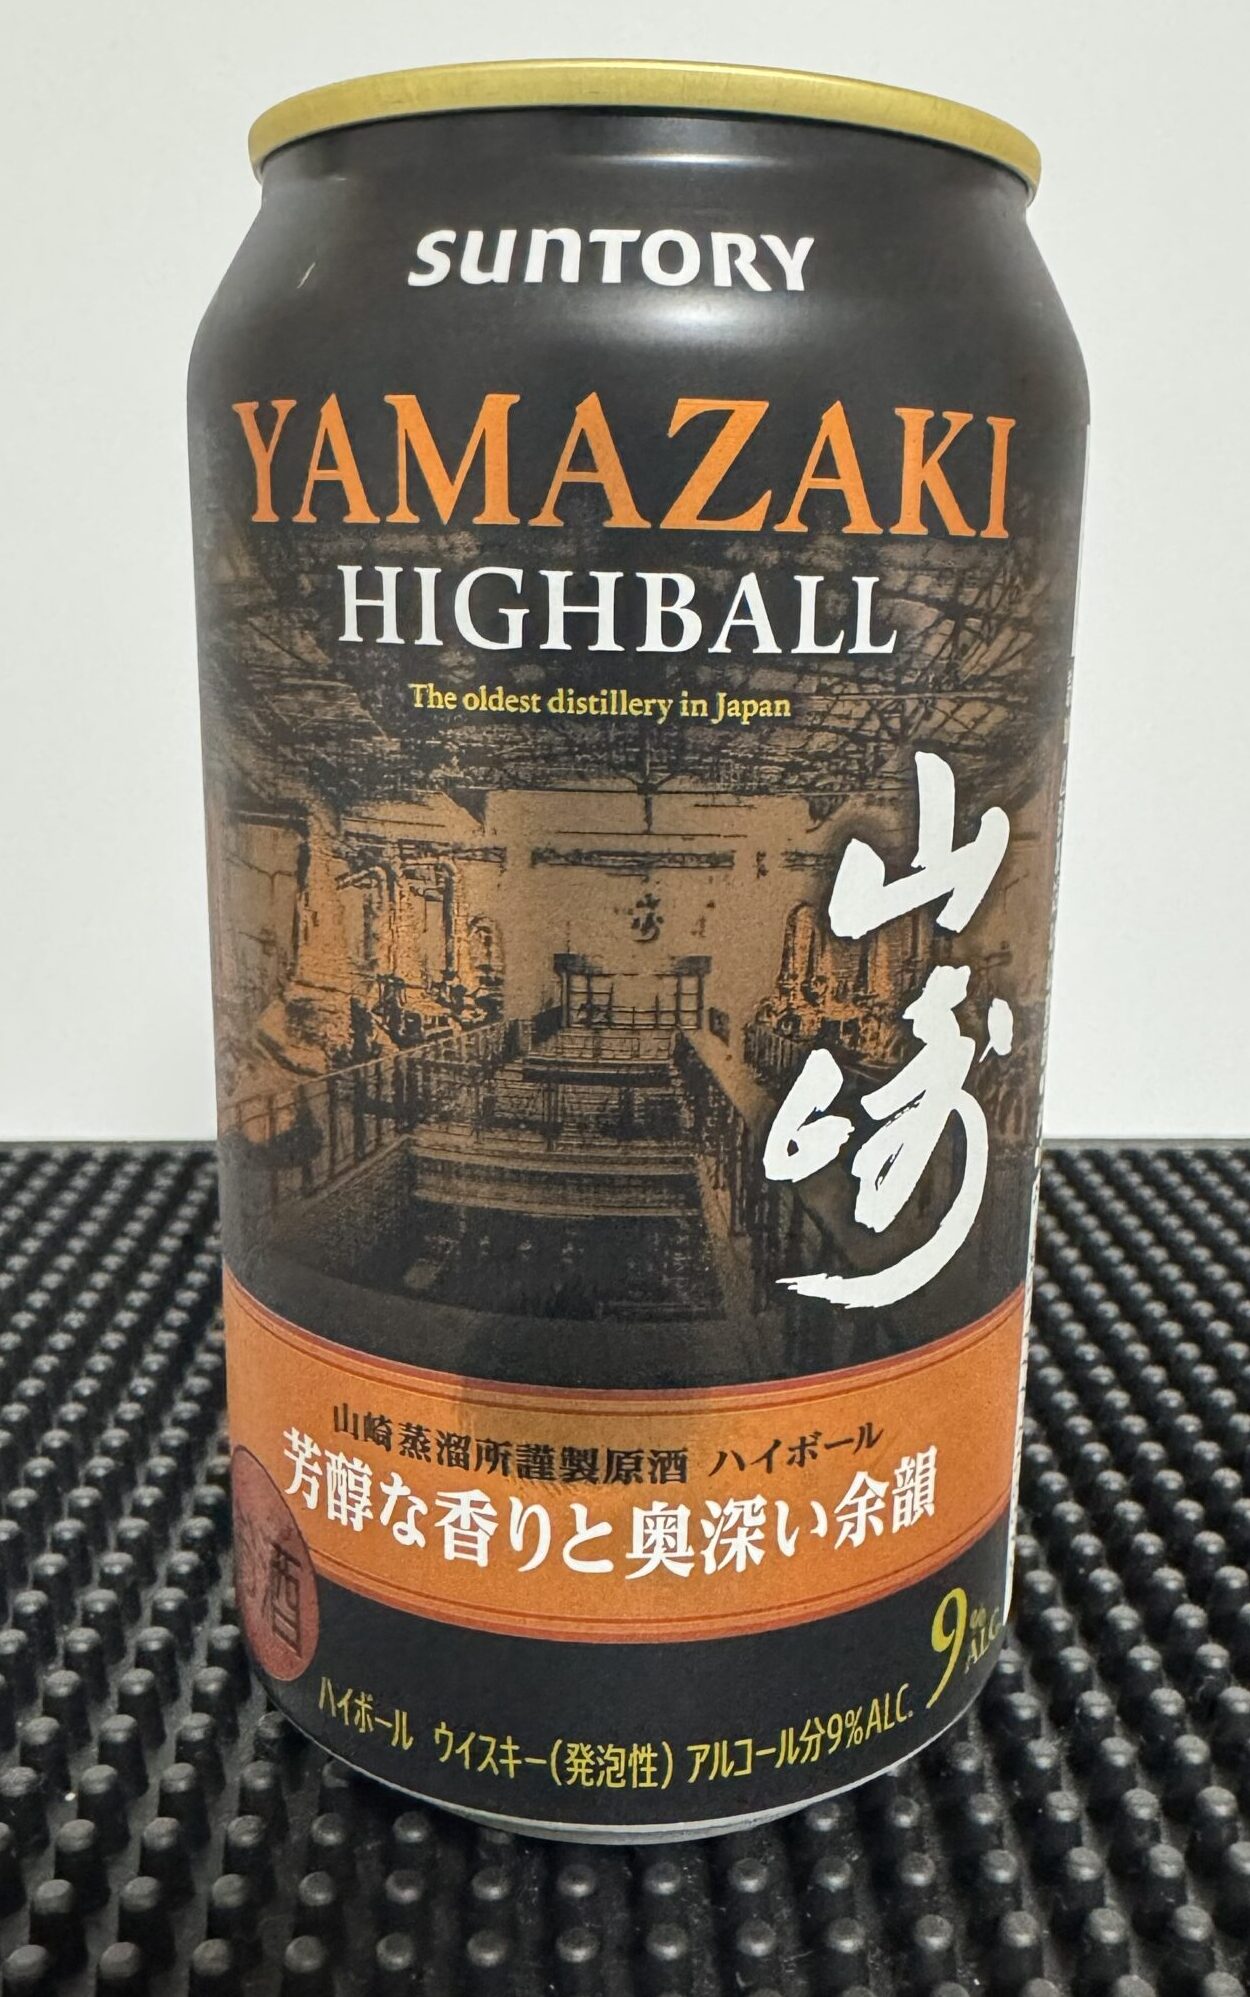 SUNTORY
YAMAZAKI
HIGHBALL
The oldest distillery in Japan
山崎
山崎
山崎蒸溜所謹製原酒 ハイボール
芳醇な香りと奥深い余韻
酒
9%
ALC.
ハイボール ウイスキー(発泡性) アルコール分9%ALC.